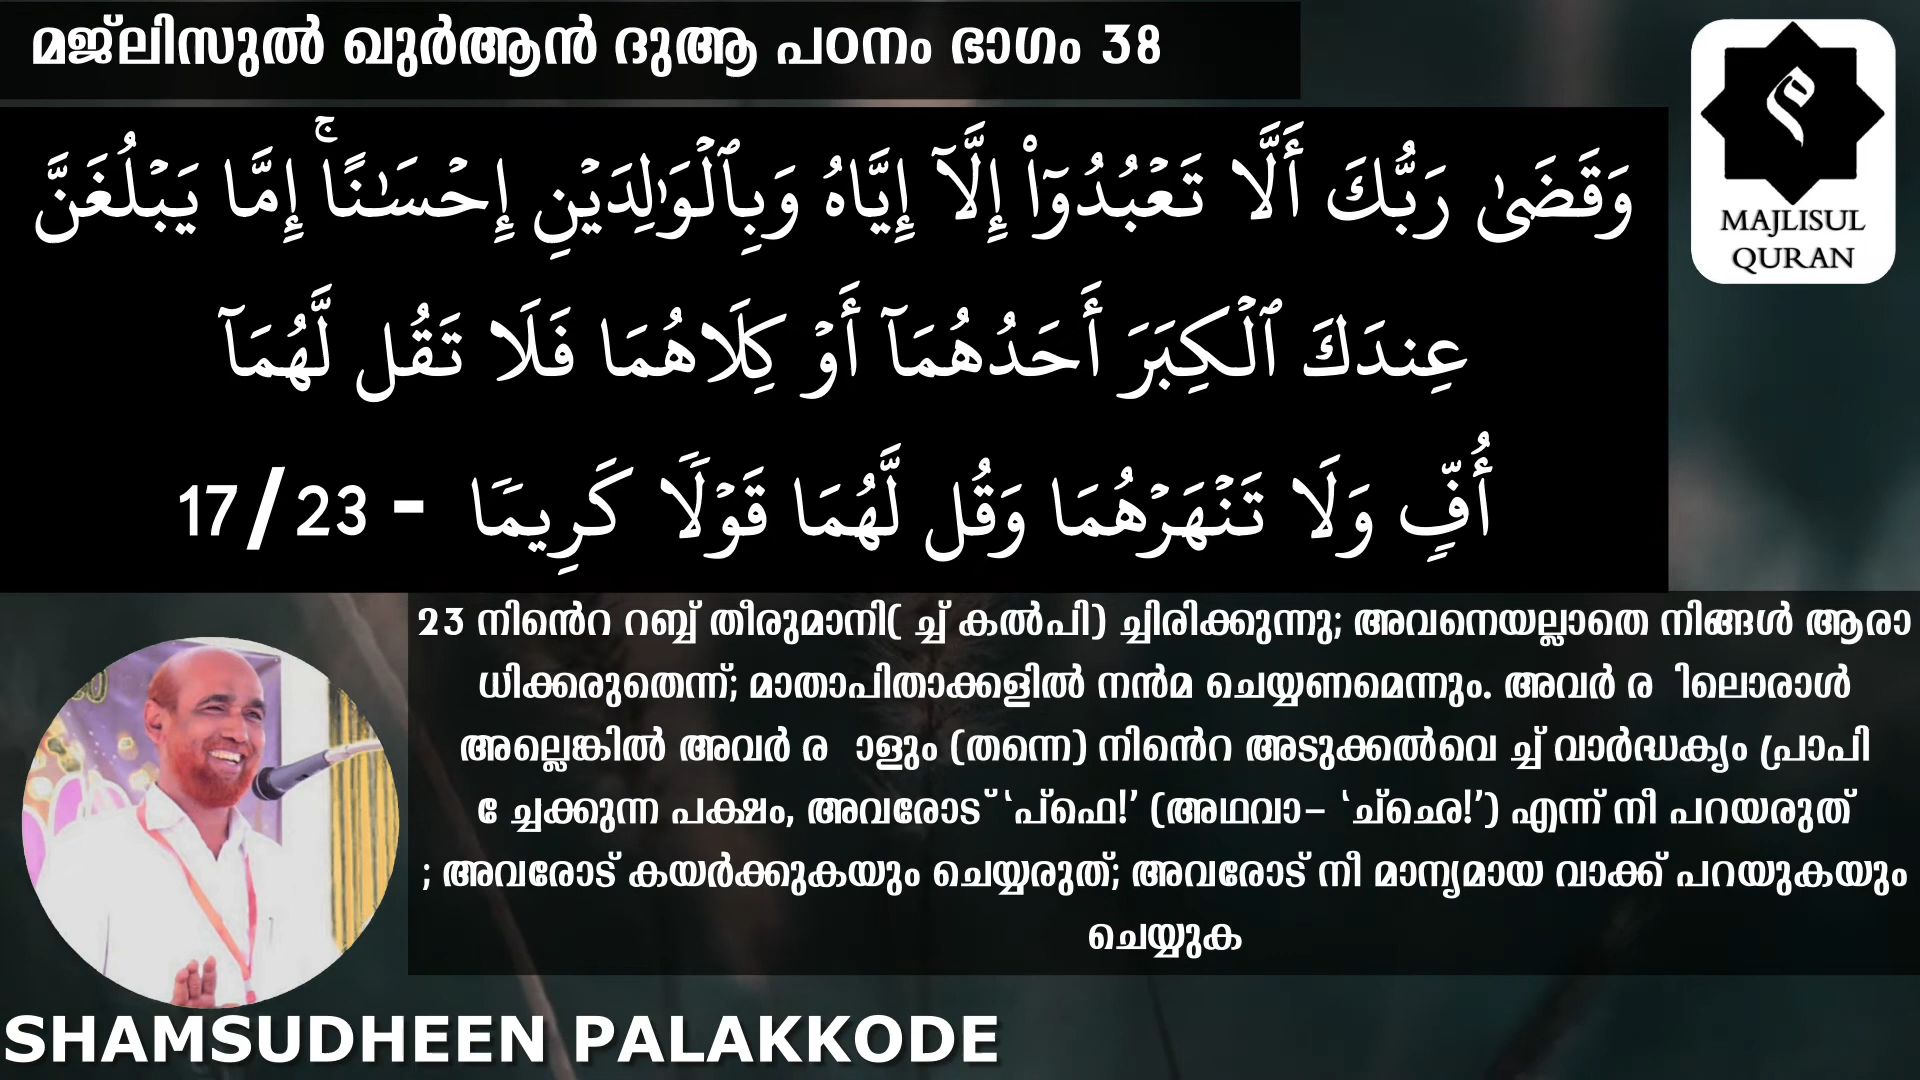 മജ്ലിസുൽ ഖുർആൻ ദുആ പഠനം ഭാഗം 38
MAJLISUL
QURAN
وَقَضَىٰ رَبُّكَ أَلَّا تَعۡبُدُوٓاْ إِلَّآ إِيَّاهُ وَبِٱلۡوَٰلِدَيۡنِ إِحۡسَٰنًاۚ إِمَّا يَبۡلُغَنَّ
عِندَكَ ٱلۡكِبَرَ أَحَدُهُمَآ أَوۡ كِلَاهُمَا فَلَا تَقُل لَّهُمَآ
أُفّٖ وَلَا تَنۡهَرۡهُمَا وَقُل لَّهُمَا قَوۡلٗا كَرِيمٗا - 17/23
23 നിൻെറ റബ്ബ് തീരുമാനി( ച്ച് കൽപി) ച്ചിരിക്കുന്നു; അവനെയല്ലാതെ നിങ്ങൾ ആരാ
ധിക്കരുതെന്ന്; മാതാപിതാക്കളിൽ നൻമ ചെയ്യണമെന്നും. അവർ ര ിലൊരാൾ
അല്ലെങ്കിൽ അവർ ര ാളും (തന്നെ) നിൻെറ അടുക്കൽവെ ച്ച് വാർദ്ധക്യം പ്രാപി
ച്ചേക്കുന്ന പക്ഷം, അവരോട് ‘പ്ഫെ!’ (അഥവാ– ‘ച്ഛെ!’) എന്ന് നീ പറയരുത്
; അവരോട് കയർക്കുകയും ചെയ്യരുത്; അവരോട് നീ മാന്യമായ വാക്ക് പറയുകയും
ചെയ്യുക
SHAMSUDHEEN PALAKKODE